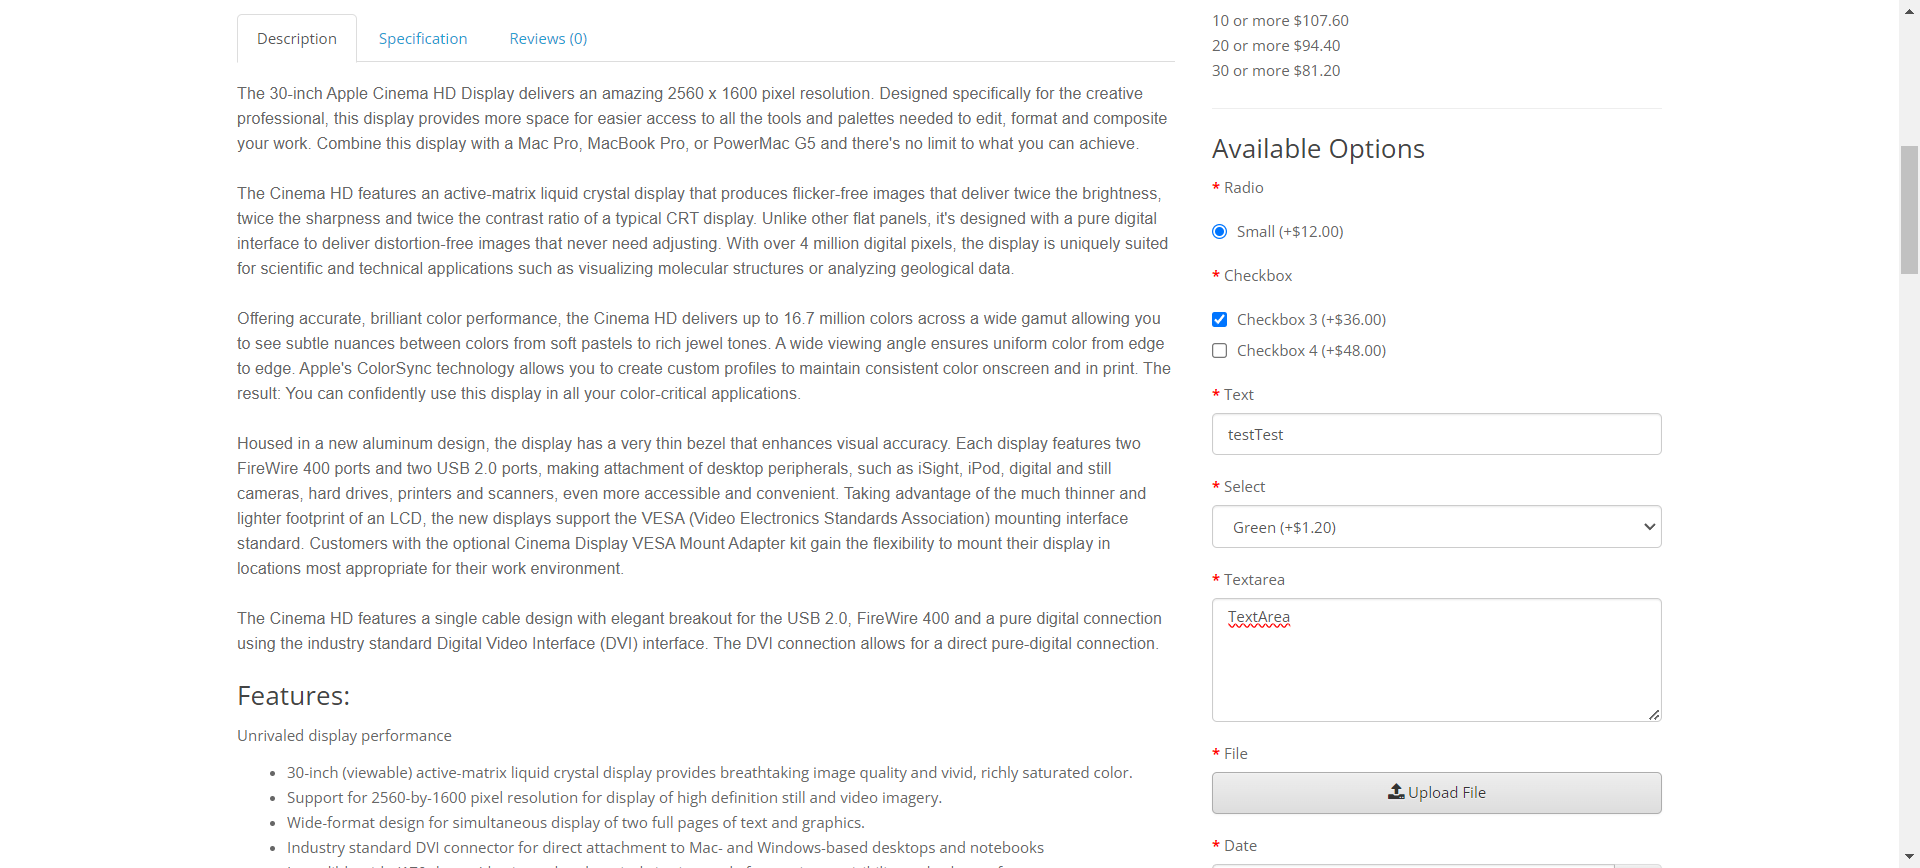 Description
Specification
Reviews (0)
The 30-inch Apple Cinema HD Display delivers an amazing 2560 x 1600 pixel resolution. Designed specifically for the creative
professional, this display provides more space for easier access to all the tools and palettes needed to edit, format and composite
your work. Combine this display with a Mac Pro, MacBook Pro, or PowerMac G5 and there's no limit to what you can achieve.
The Cinema HD features an active-matrix liquid crystal display that produces flicker-free images that deliver twice the brightness,
twice the sharpness and twice the contrast ratio of a typical CRT display. Unlike other flat panels, it's designed with a pure digital
interface to deliver distortion-free images that never need adjusting. With over 4 million digital pixels, the display is uniquely suited
for scientific and technical applications such as visualizing molecular structures or analyzing geological data.
Offering accurate, brilliant color performance, the Cinema HD delivers up to 16.7 million colors across a wide gamut allowing you
to see subtle nuances between colors from soft pastels to rich jewel tones. A wide viewing angle ensures uniform color from edge
to edge. Apple's ColorSync technology allows you to create custom profiles to maintain consistent color onscreen and in print. The
result: You can confidently use this display in all your color-critical applications.
Housed in a new aluminum design, the display has a very thin bezel that enhances visual accuracy. Each display features two
FireWire 400 ports and two USB 2.0 ports, making attachment of desktop peripherals, such as iSight, iPod, digital and still
cameras, hard drives, printers and scanners, even more accessible and convenient. Taking advantage of the much thinner and
lighter footprint of an LCD, the new displays support the VESA (Video Electronics Standards Association) mounting interface
standard. Customers with the optional Cinema Display VESA Mount Adapter kit gain the flexibility to mount their display in
locations most appropriate for their work environment.
The Cinema HD features a single cable design with elegant breakout for the USB 2.0, FireWire 400 and a pure digital connection
using the industry standard Digital Video Interface (DVI) interface. The DVI connection allows for a direct pure-digital connection.
Features:
Unrivaled display performance
• 30-inch (viewable) active-matrix liquid crystal display provides breathtaking image quality and vivid, richly saturated color.
• Support for 2560-by-1600 pixel resolution for display of high definition still and video imagery.
• Wide-format design for simultaneous display of two full pages of text and graphics.
• Industry standard DVI connector for direct attachment to Mac- and Windows-based desktops and notebooks
10 or more $107.60
20 or more $94.40
30 or more $81.20
Available Options
* Radio
Small (+$12.00)
* Checkbox
Checkbox 3 (+$36.00)
Checkbox 4 (+$48.00)
* Text
testTest
* Select
Green (+$1.20)
* Textarea
TextArea
* File
Upload File
* Date